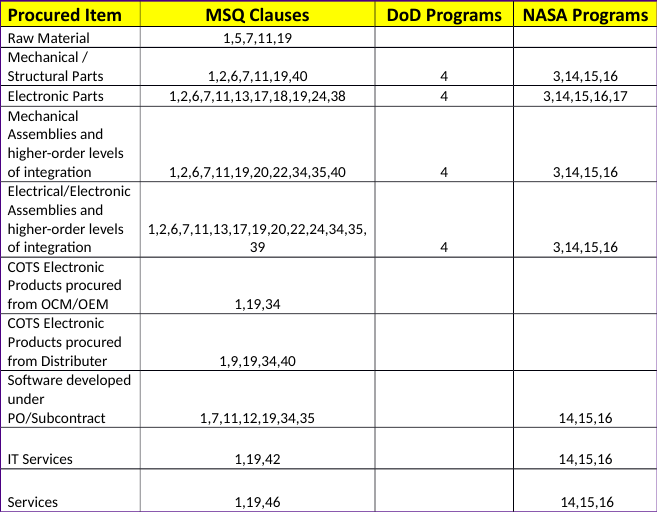 Procured Item MSQ Clauses DoD Programs NASA Programs
Raw Material 1,5,7,11,19
Mechanical /
Structural Parts 1,2,6,7,11,19,40 4 3,14,15,16
Electronic Parts 1,2,6,7,11,13,17,18,19,24,38 4 3,14,15,16,17
Mechanical
Assemblies and
higher-order levels
of integration 1,2,6,7,11,19,20,22,34,35,40 4 3,14,15,16
Electrical/Electronic
Assemblies and
higher-order levels 1,2,6,7,11,13,17,19,20,22,24,34,35,
of integration 39 4 3,14,15,16
COTS Electronic
Products procured
from OCM/OEM 1,19,34
COTS Electronic
Products procured
from Distributer 1,9,19,34,40
Software developed
under
PO/Subcontract 1,7,11,12,19,34,35 14,15,16
IT Services 1,19,42 14,15,16
Services 1,19,46 14,15,16